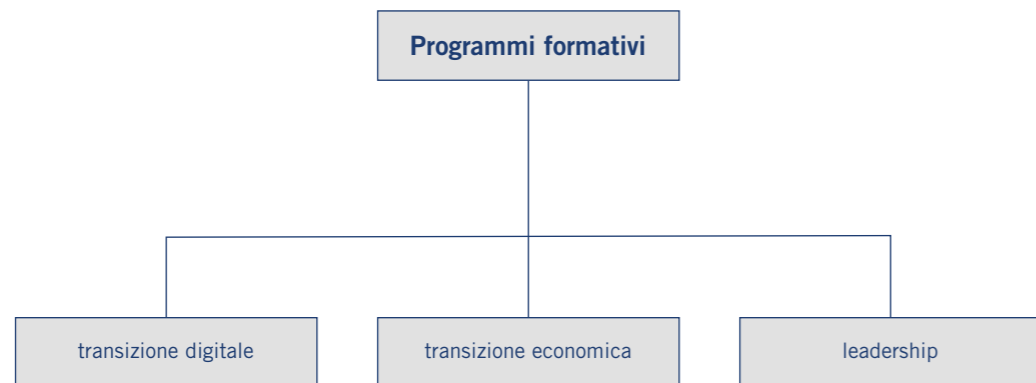 Programmi formativi
transizione digitale
transizione economica
leadership